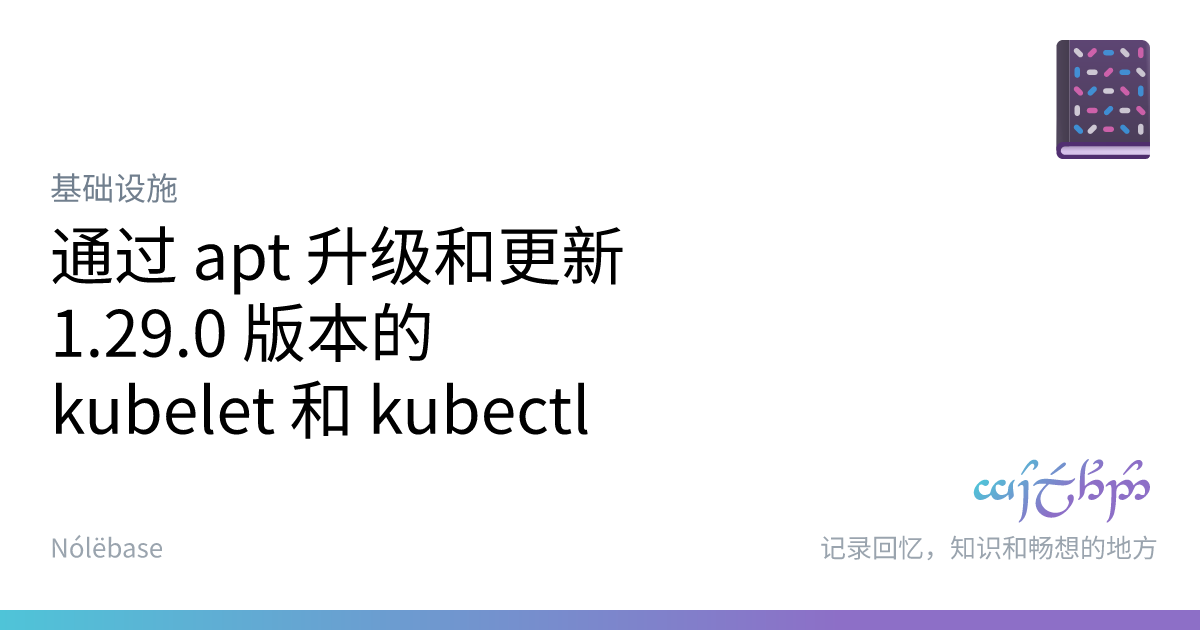 基础设施
通过 apt 升级和更新
1.29.0 版本的
kubelet 和 kubectl
Nólëbase
记录回忆，知识和畅想的地方